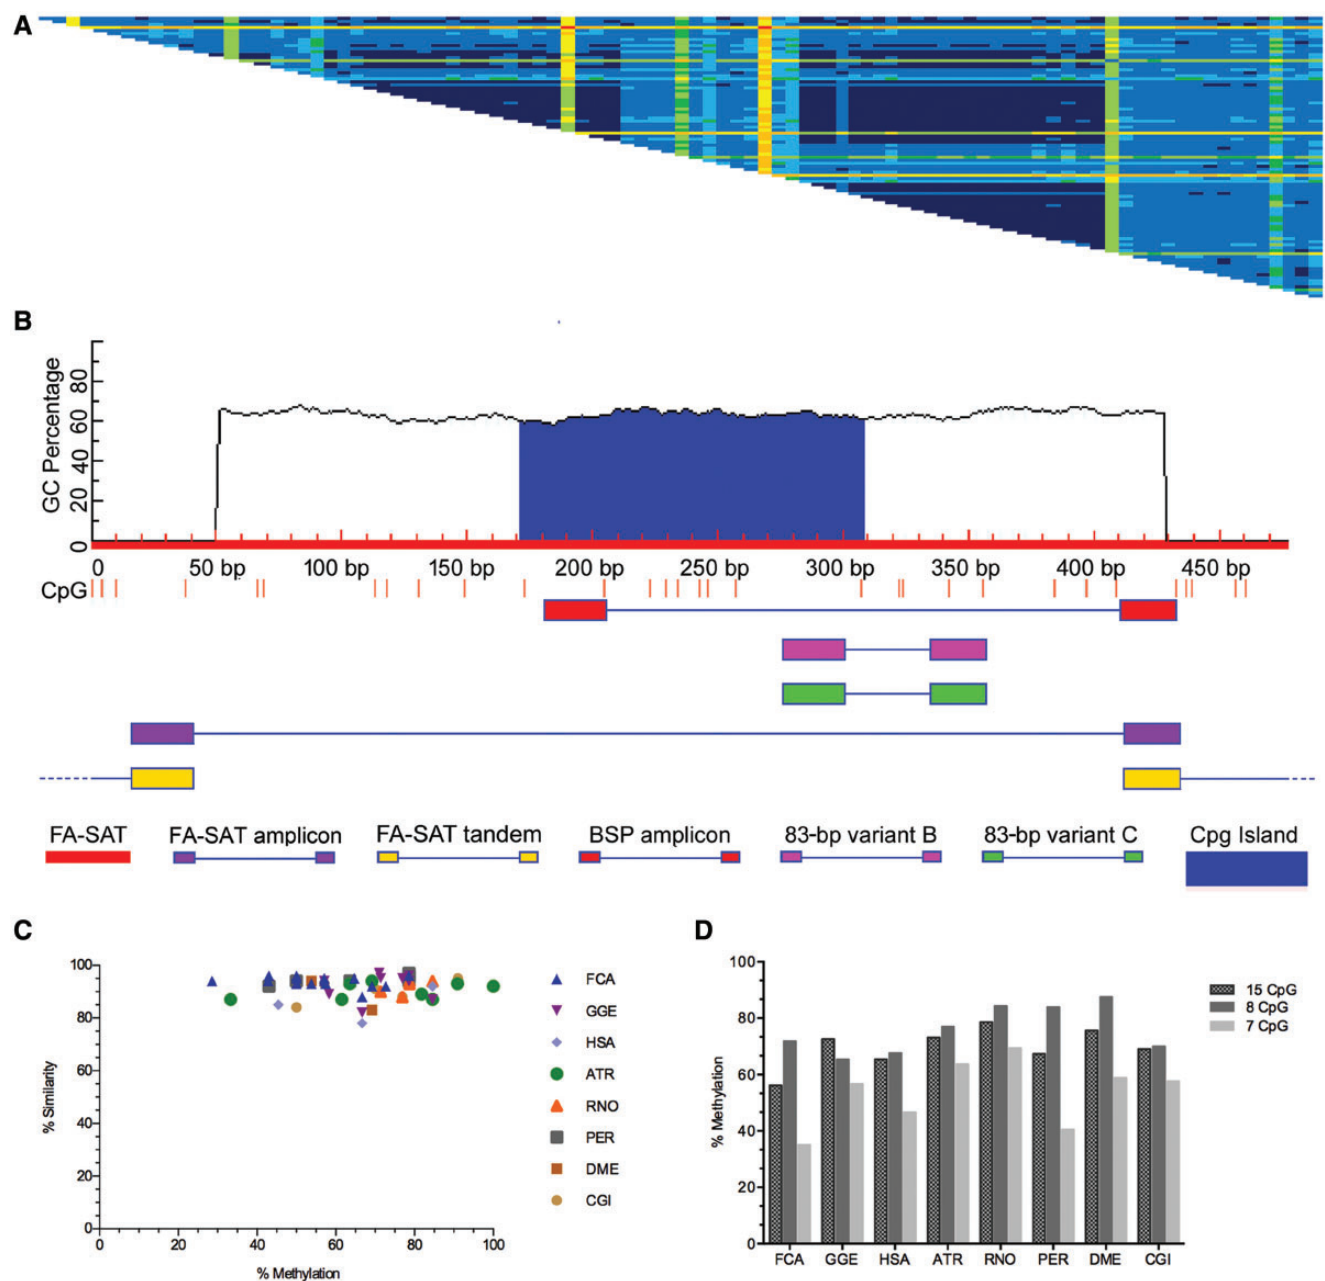 A
B
GC Percentage
80
60
40
20
0
0 50 bp 100 bp 150 bp 200 bp 250 bp 300 bp 350 bp 400 bp 450 bp
CpG
FA-SAT FA-SAT amplicon FA-SAT tandem BSP amplicon 83-bp variant B 83-bp variant C Cpg Island
C
% Similarity
100
80
60
40
20
0
0 20 40 60 80 100
% Methylation
FCA
GGE
HSA
ATR
RNO
PER
DME
CGI
D
% Methylation
100
80
60
40
20
0
FCA GGE HSA ATR RNO PER DME CGI
15 CpG
8 CpG
7 CpG